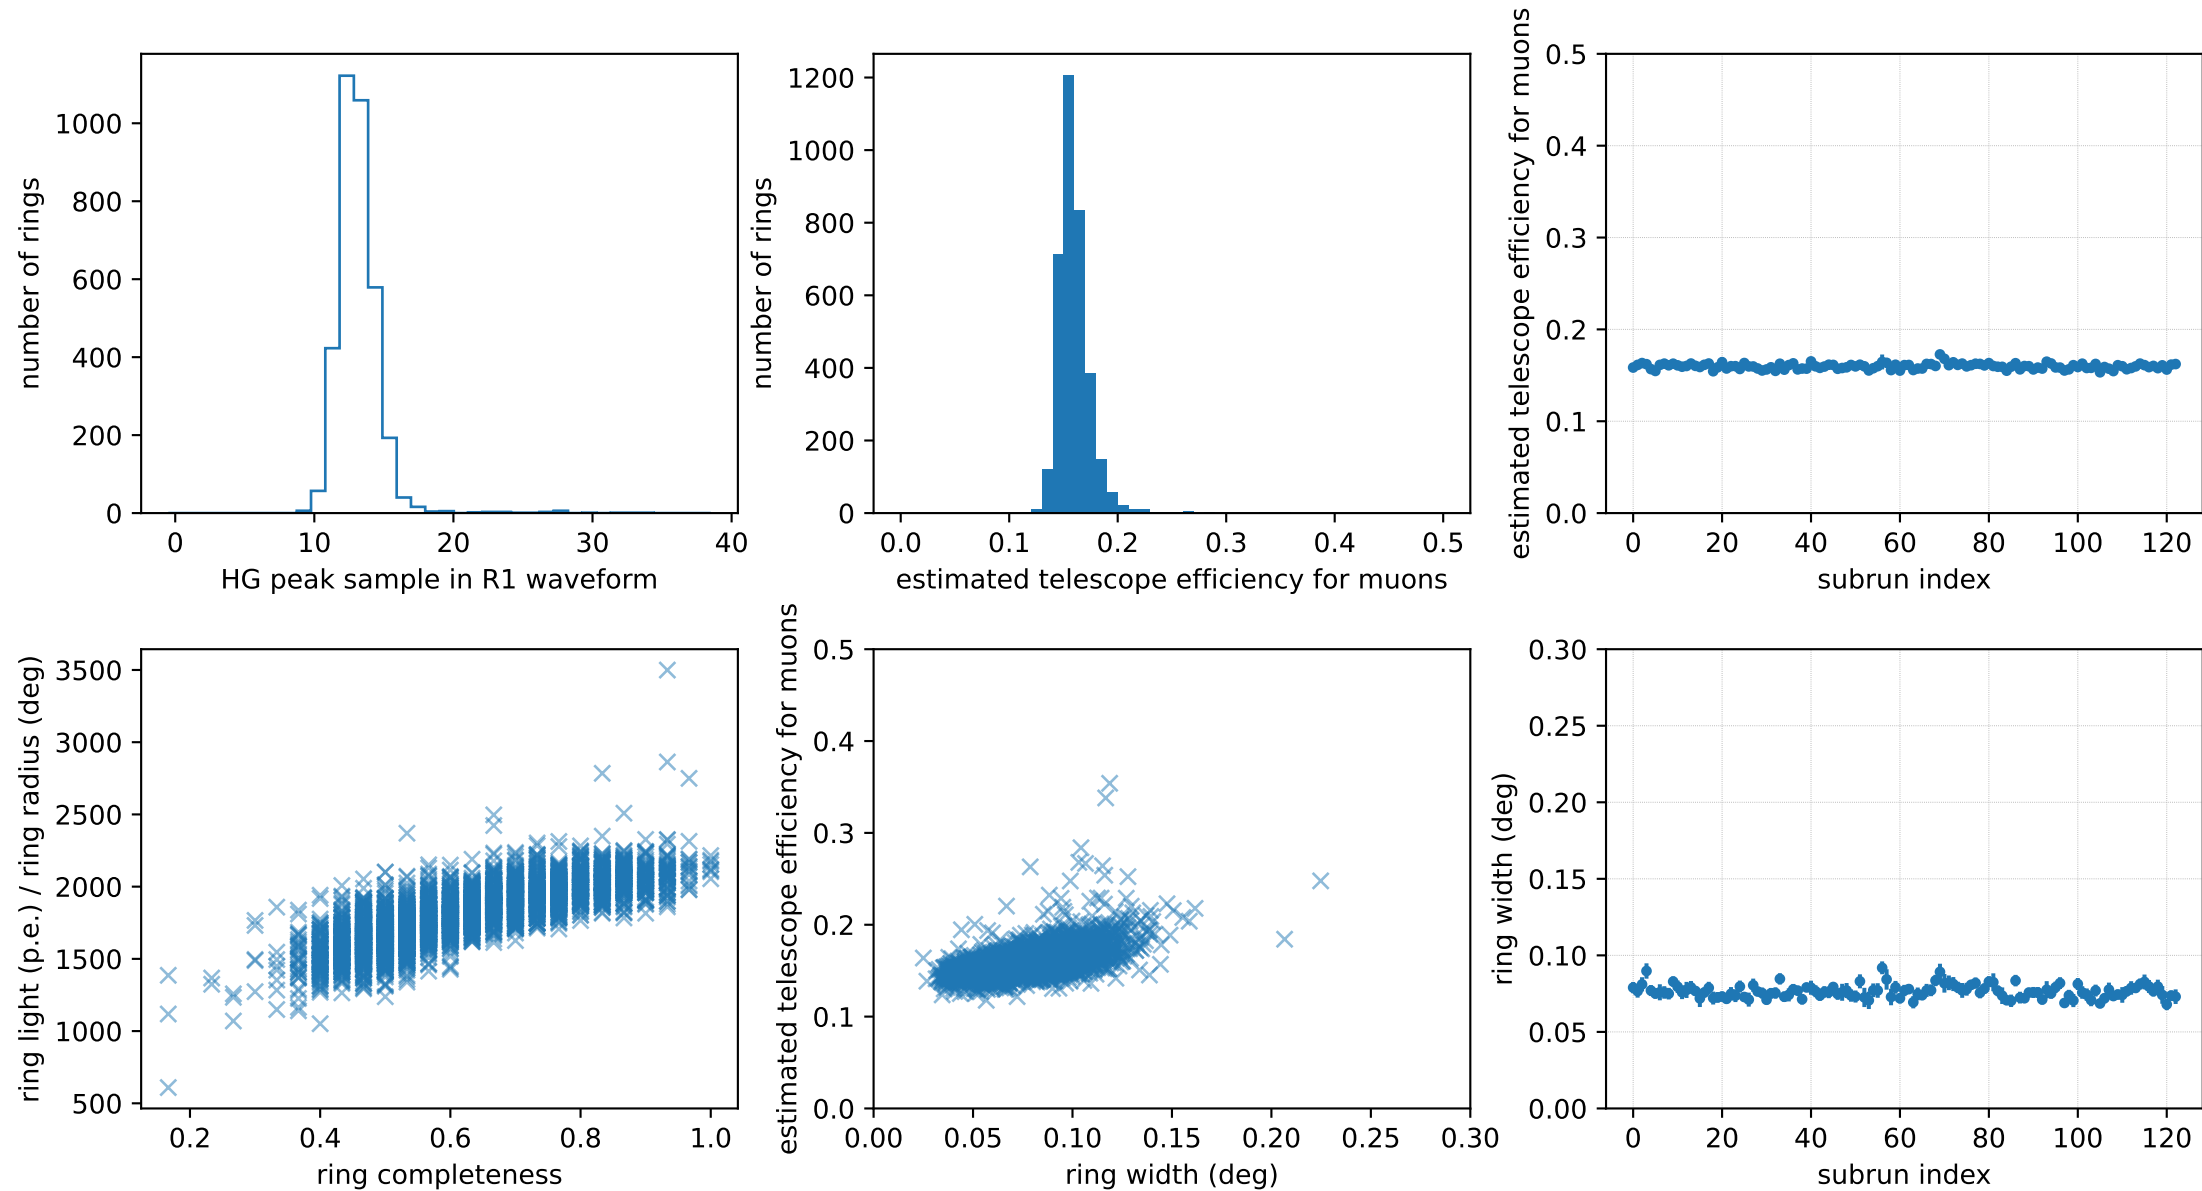 number of rings
1000
800
600
400
200
0
0 10 20 30 40
HG peak sample in R1 waveform
number of rings
1200
1000
800
600
400
200
0
0.0 0.1 0.2 0.3 0.4 0.5
estimated telescope efficiency for muons
estimated telescope efficiency for muons
0.5
0.4
0.3
0.2
0.1
0.0
0 20 40 60 80 100 120
subrun index
ring light (p.e.) / ring radius (deg)
3500
3000
2500
2000
1500
1000
500
0.2 0.4 0.6 0.8 1.0
ring completeness
estimated telescope efficiency for muons
0.5
0.4
0.3
0.2
0.1
0.0
0.00 0.05 0.10 0.15 0.20 0.25 0.30
ring width (deg)
ring width (deg)
0.30
0.25
0.20
0.15
0.10
0.05
0.00
0 20 40 60 80 100 120
subrun index